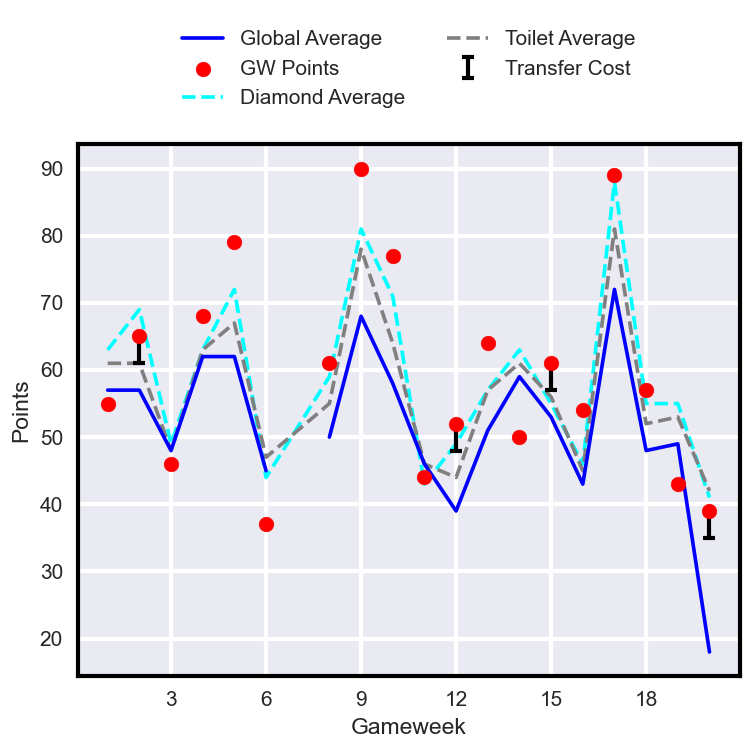 Global Average
GW Points
Diamond Average
Toilet Average
Transfer Cost
90
80
70
60
50
40
30
20
Points
3 6 9 12 15 18
Gameweek